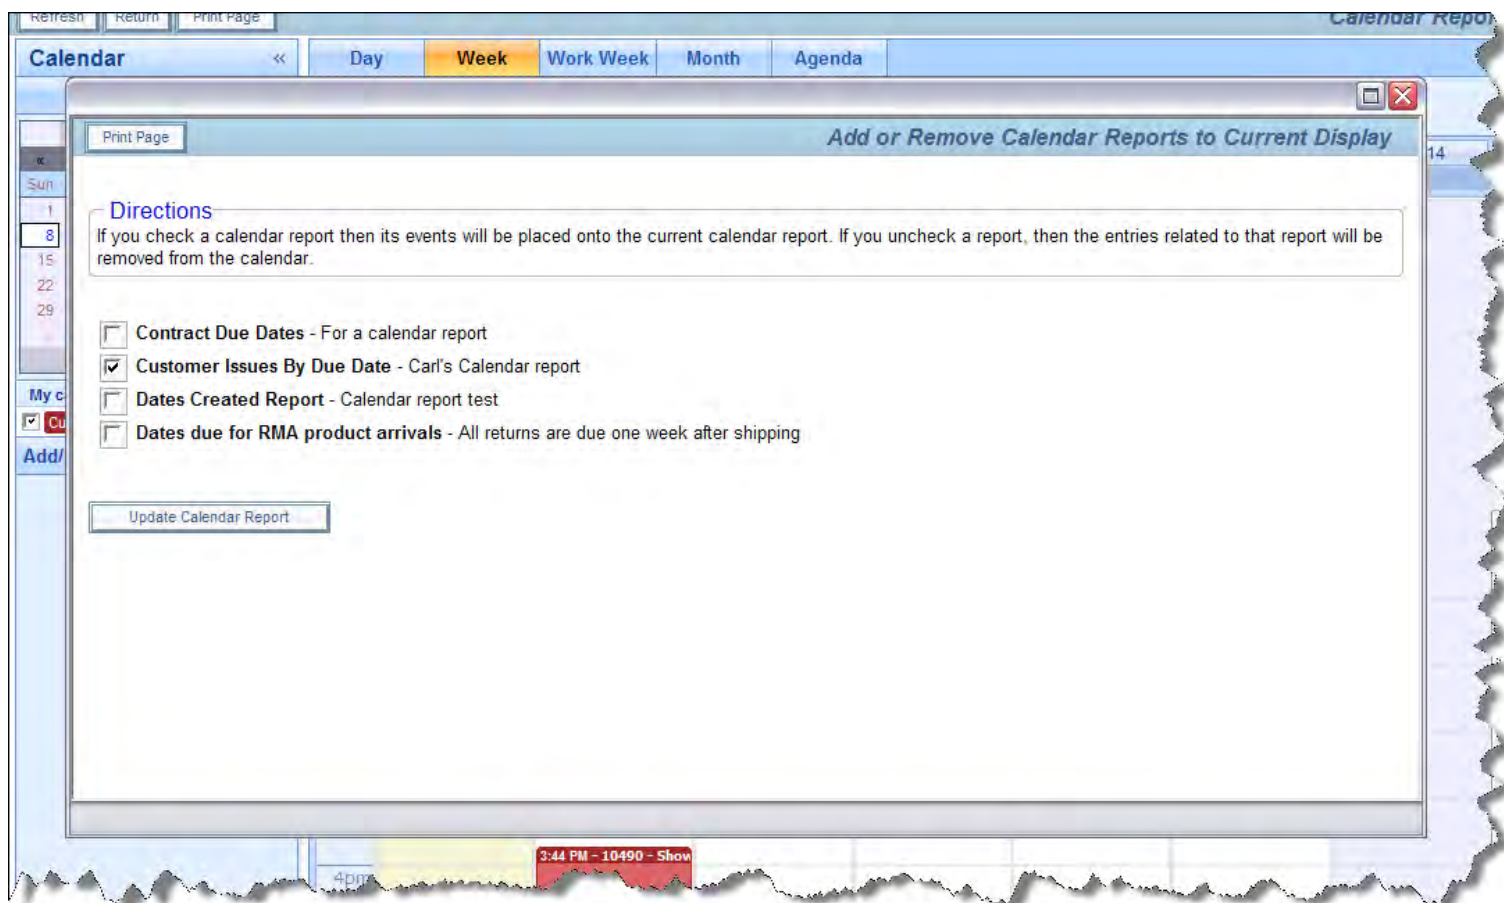 Refresh Return Print Page
Calendar Repo
Calendar «
Day Week Work Week Month Agenda
Print Page
Add or Remove Calendar Reports to Current Display
14
«
Sun
1
8
15
22
29
Directions
If you check a calendar report then its events will be placed onto the current calendar report. If you uncheck a report, then the entries related to that report will be
removed from the calendar.
Contract Due Dates - For a calendar report
Customer Issues By Due Date - Carl's Calendar report
Dates Created Report - Calendar report test
Dates due for RMA product arrivals - All returns are due one week after shipping
My c
Cu
Add/
Update Calendar Report
3:44 PM - 10490 - Show
4pm